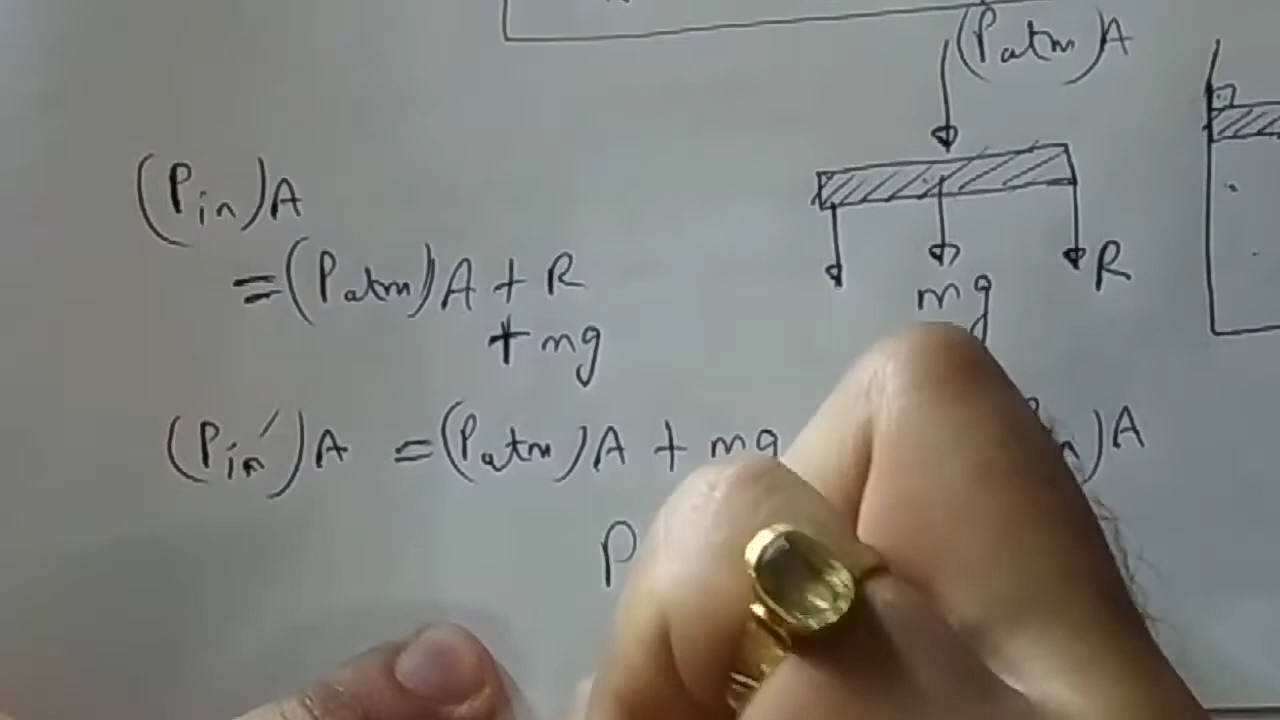 (Patm)A
(Pin)A
=(Patm)A + R
+ mg
R
mg
(Pin')A =(Patm)A + mg
)A
P